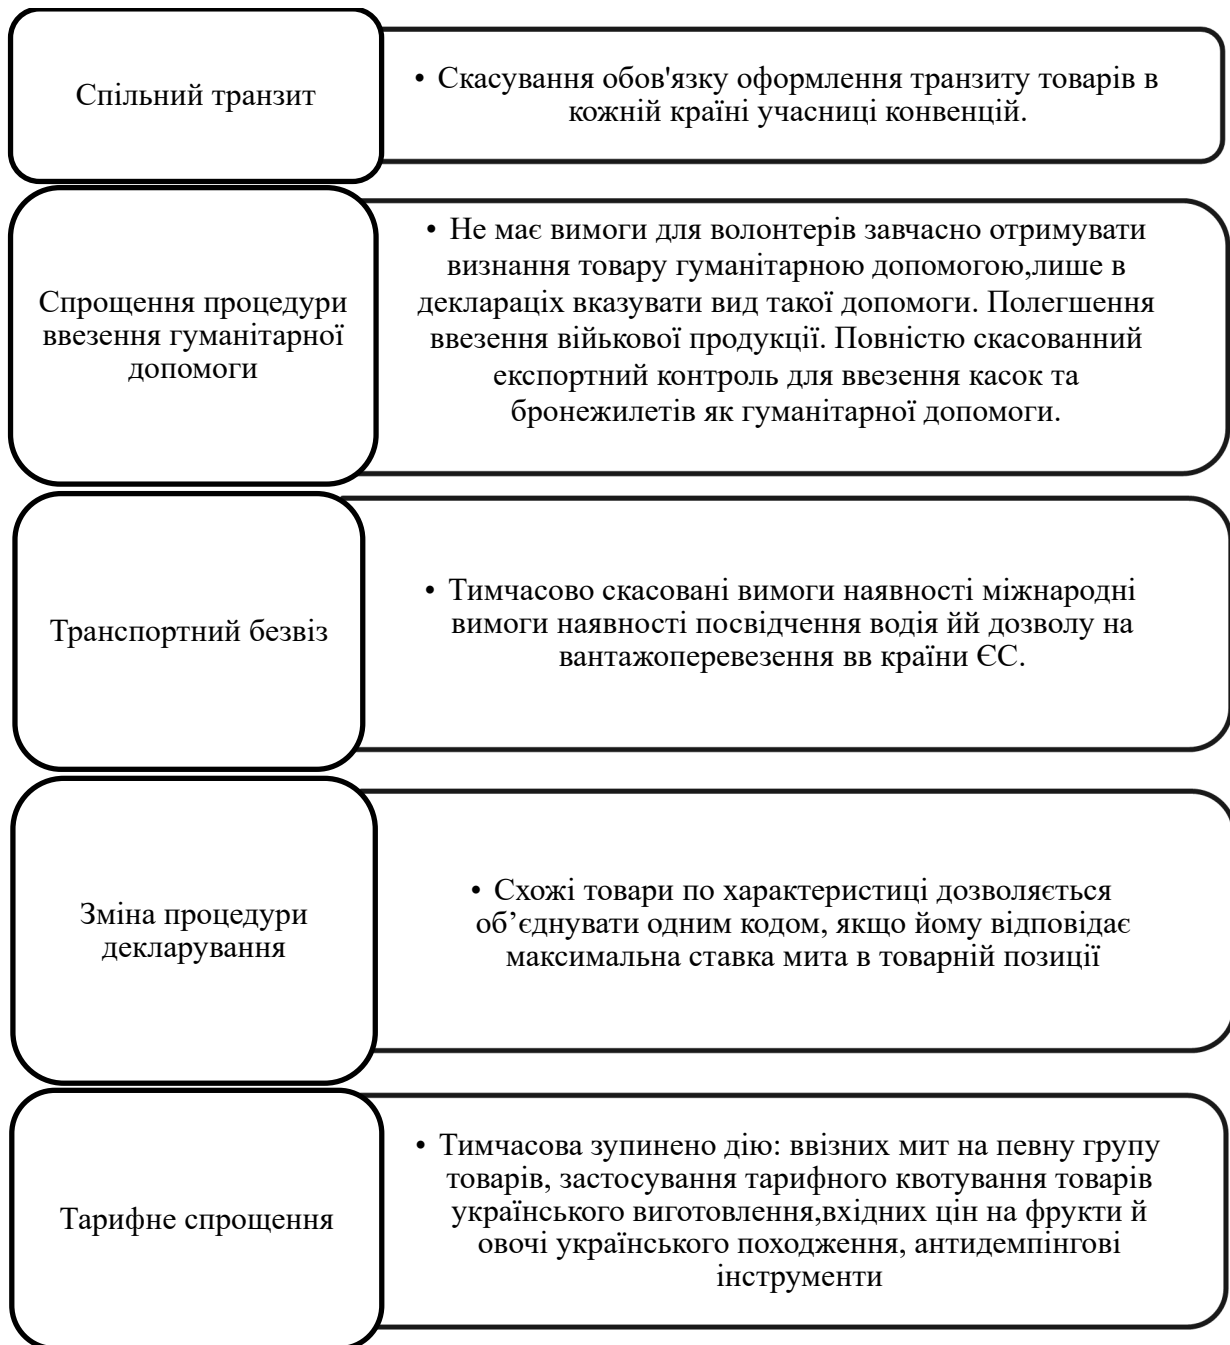 Спільний транзит
• Скасування обов'язку оформлення транзиту товарів в
кожній країні учасниці конвенцій.
Спрощення процедури
ввезення гуманітарної
допомоги
• Не має вимоги для волонтерів завчасно отримувати
визнання товару гуманітарною допомогою,лише в
деклараціх вказувати вид такої допомоги. Полегшення
ввезення війькової продукції. Повністю скасованний
експортний контроль для ввезення касок та
бронежилетів як гуманітарної допомоги.
Транспортний безвіз
• Тимчасово скасовані вимоги наявності міжнародні
вимоги наявності посвідчення водія йй дозволу на
вантажоперевезення вв країни ЄС.
Зміна процедури
декларування
• Схожі товари по характеристиці дозволяється
об’єднувати одним кодом, якщо йому відповідає
максимальна ставка мита в товарній позиції
Тарифне спрощення
• Тимчасова зупинено дію: ввізних мит на певну групу
товарів, застосування тарифного квотування товарів
українського виготовлення,вхідних цін на фрукти й
овочі українського походження, антидемпінгові
інструменти